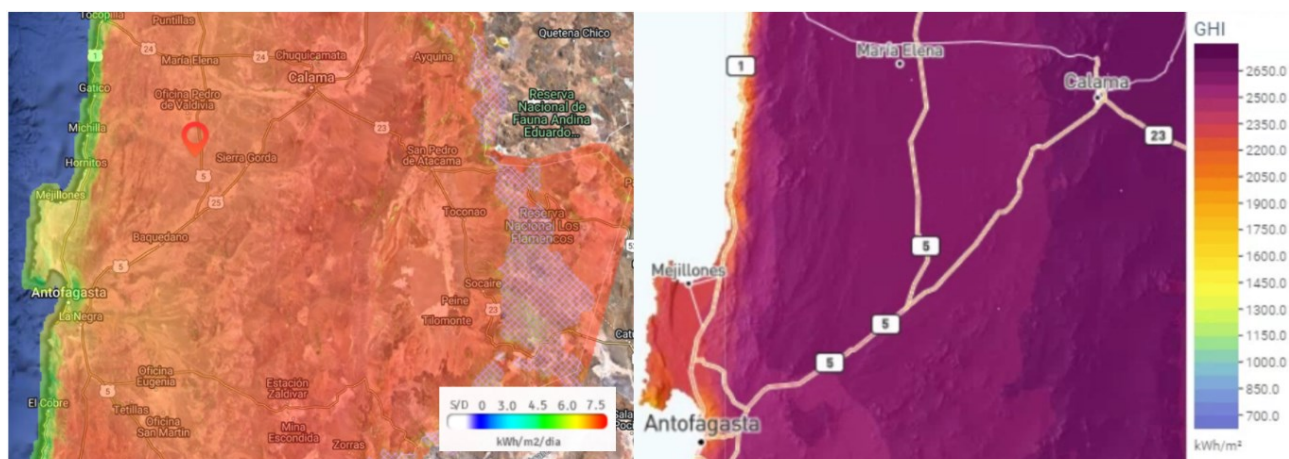 Tocopilla
Puntillas
Quetena Chico
24
Chuquicamata
Ayquina
1
María Elena
24
Calama
Gatico
Oficina Pedro
de Valdivia
Reserva
Nacional de
Fauna Andina
Eduardo...
Michilla
23
Hornitos
Sierra Gorda
San Pedro
de Atacama
5
Mejillones
25
Toconao
Reserva
Nacional Los
Flamencos
Baquedano
5
Antofagasta
Socaire
Peine
23
La Negra
Tilomonte
Oficina
Eugenia
5
Estación
Zaldívar
El Cobre
Tetillas
Oficina
San Martín
Mina
Escondida
Zorras
S/D 0 3.0 4.5 6.0 7.5
kWh/m2/dia
GHI
María Elena
1
Calama
23
5
Mejillones
5
5
Antofagasta
2650.0
2500.0
2350.0
2200.0
2050.0
1900.0
1750.0
1600.0
1450.0
1300.0
1150.0
1000.0
850.0
700.0
kWh/m²